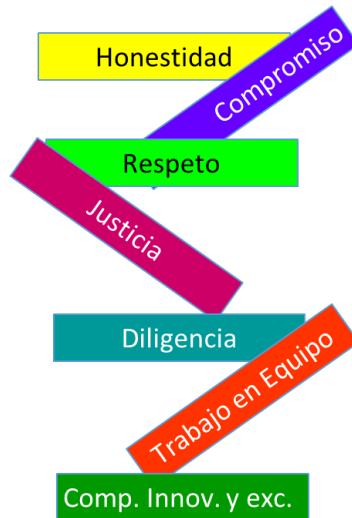 Honestidad
Compromiso
Respeto
Justicia
Diligencia
Trabajo en Equipo
Comp. Innov. y exc.